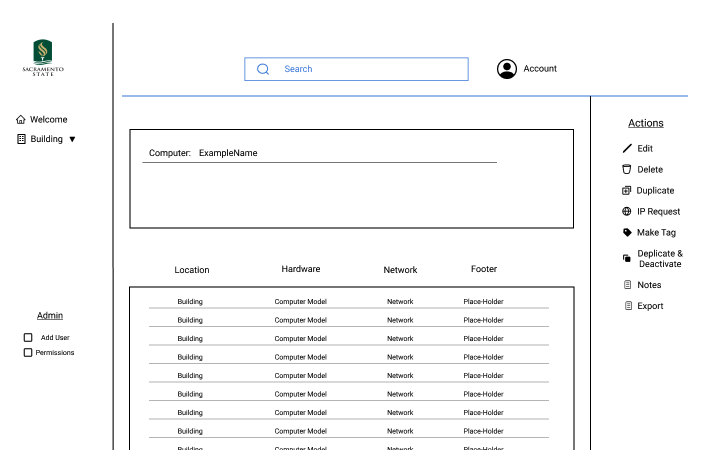 SACRAMENTO
STATE
Search
Account
Welcome
Building
Admin
Add User
Permissions
Computer: ExampleName
Location Hardware Network Footer
Building Computer Model Network Place-Holder
Building Computer Model Network Place-Holder
Building Computer Model Network Place-Holder
Building Computer Model Network Place-Holder
Building Computer Model Network Place-Holder
Building Computer Model Network Place-Holder
Building Computer Model Network Place-Holder
Building Computer Model Network Place-Holder
Building Computer Model Network Place-Holder
Actions
Edit
Delete
Duplicate
IP Request
Make Tag
Deplicate &
Deactivate
Notes
Export